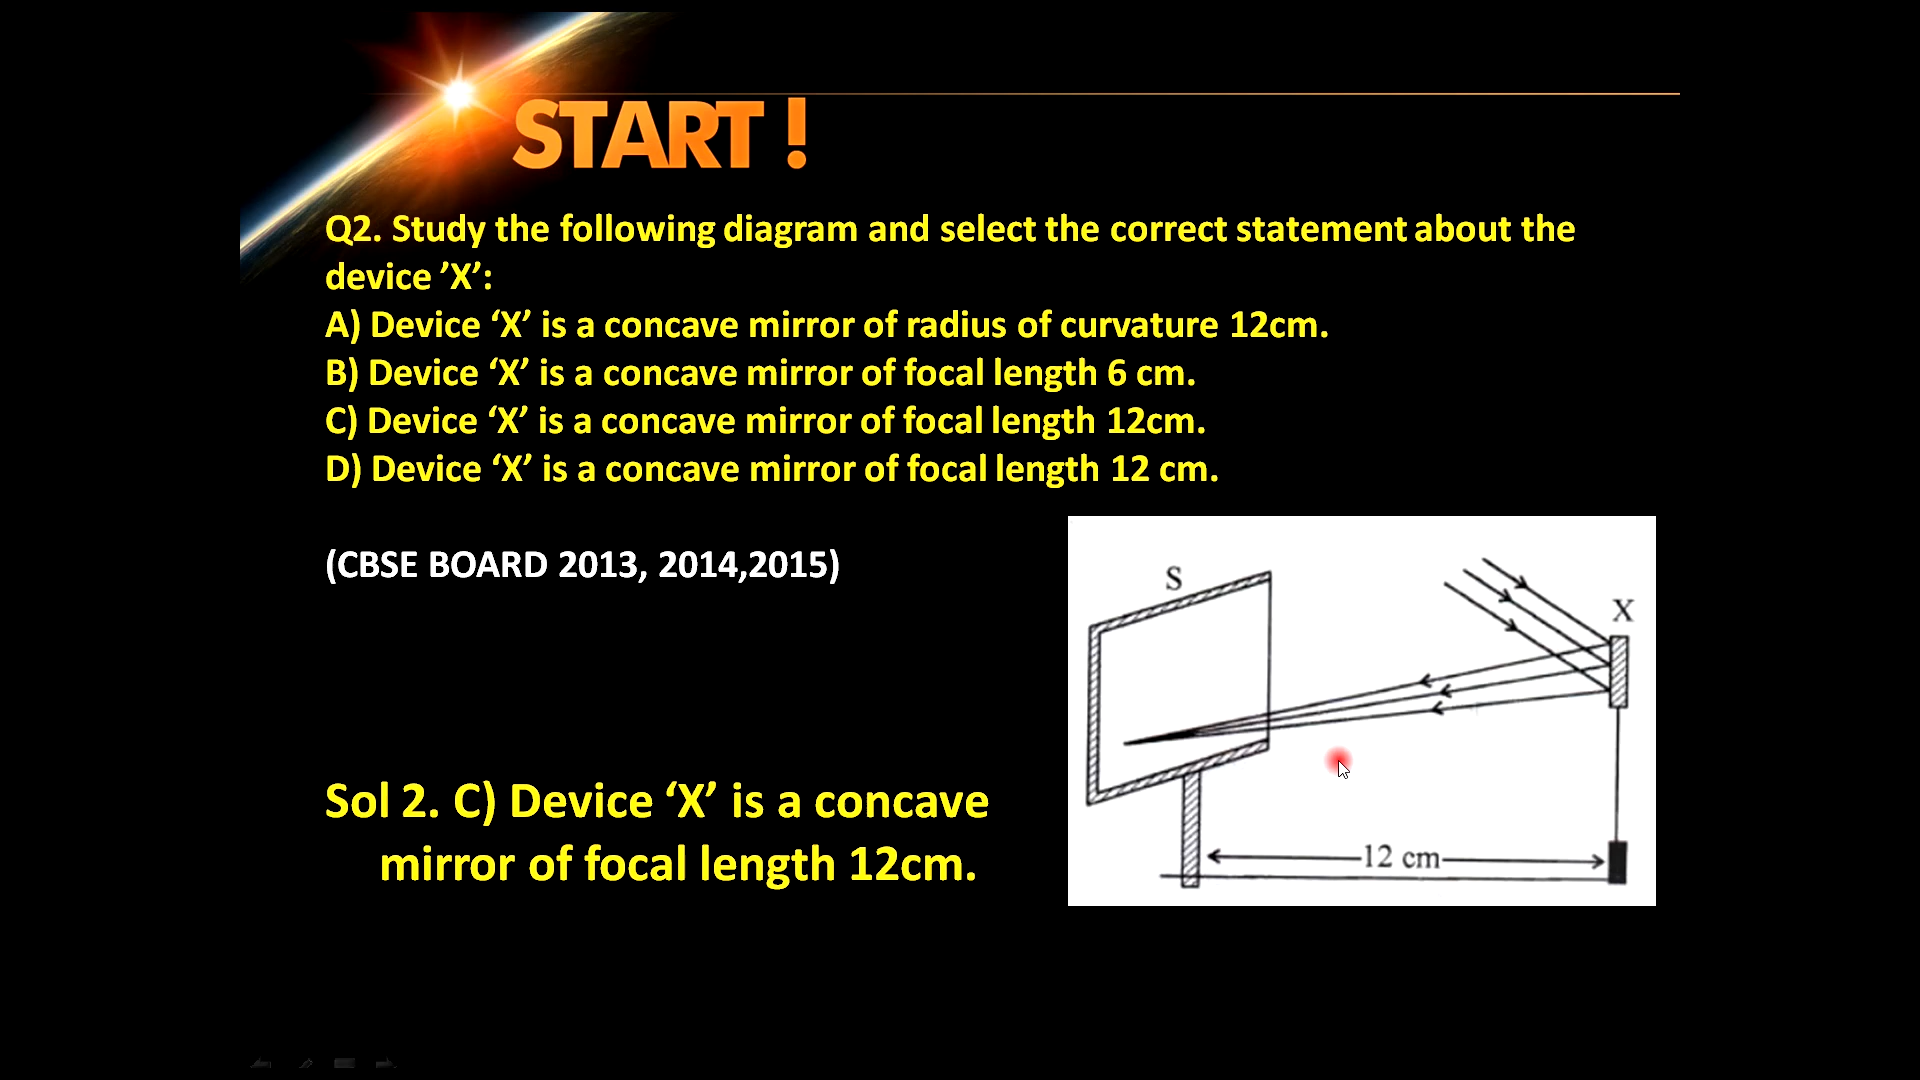 START !
Q2. Study the following diagram and select the correct statement about the
device ’X’:
A) Device ‘X’ is a concave mirror of radius of curvature 12cm.
B) Device ‘X’ is a concave mirror of focal length 6 cm.
C) Device ‘X’ is a concave mirror of focal length 12cm.
D) Device ‘X’ is a concave mirror of focal length 12 cm.
(CBSE BOARD 2013, 2014,2015)
S
X
12 cm
Sol 2. C) Device ‘X’ is a concave
mirror of focal length 12cm.